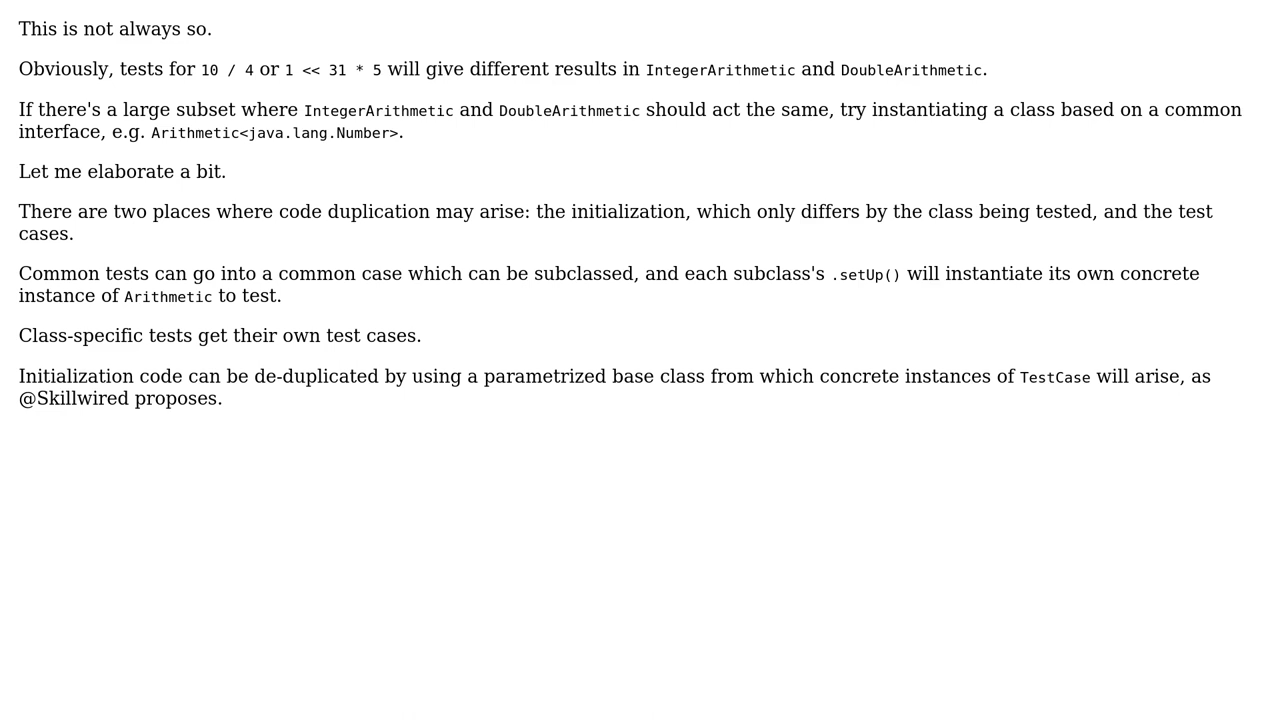 This is not always so.
Obviously, tests for 10 / 4 or 1 << 31 * 5 will give different results in IntegerArithmetic and DoubleArithmetic.
If there's a large subset where IntegerArithmetic and DoubleArithmetic should act the same, try instantiating a class based on a common
interface, e.g. Arithmetic<java.lang.Number>.
Let me elaborate a bit.
There are two places where code duplication may arise: the initialization, which only differs by the class being tested, and the test
cases.
Common tests can go into a common case which can be subclassed, and each subclass's .setUp() will instantiate its own concrete
instance of Arithmetic to test.
Class-specific tests get their own test cases.
Initialization code can be de-duplicated by using a parametrized base class from which concrete instances of TestCase will arise, as
@Skillwired proposes.